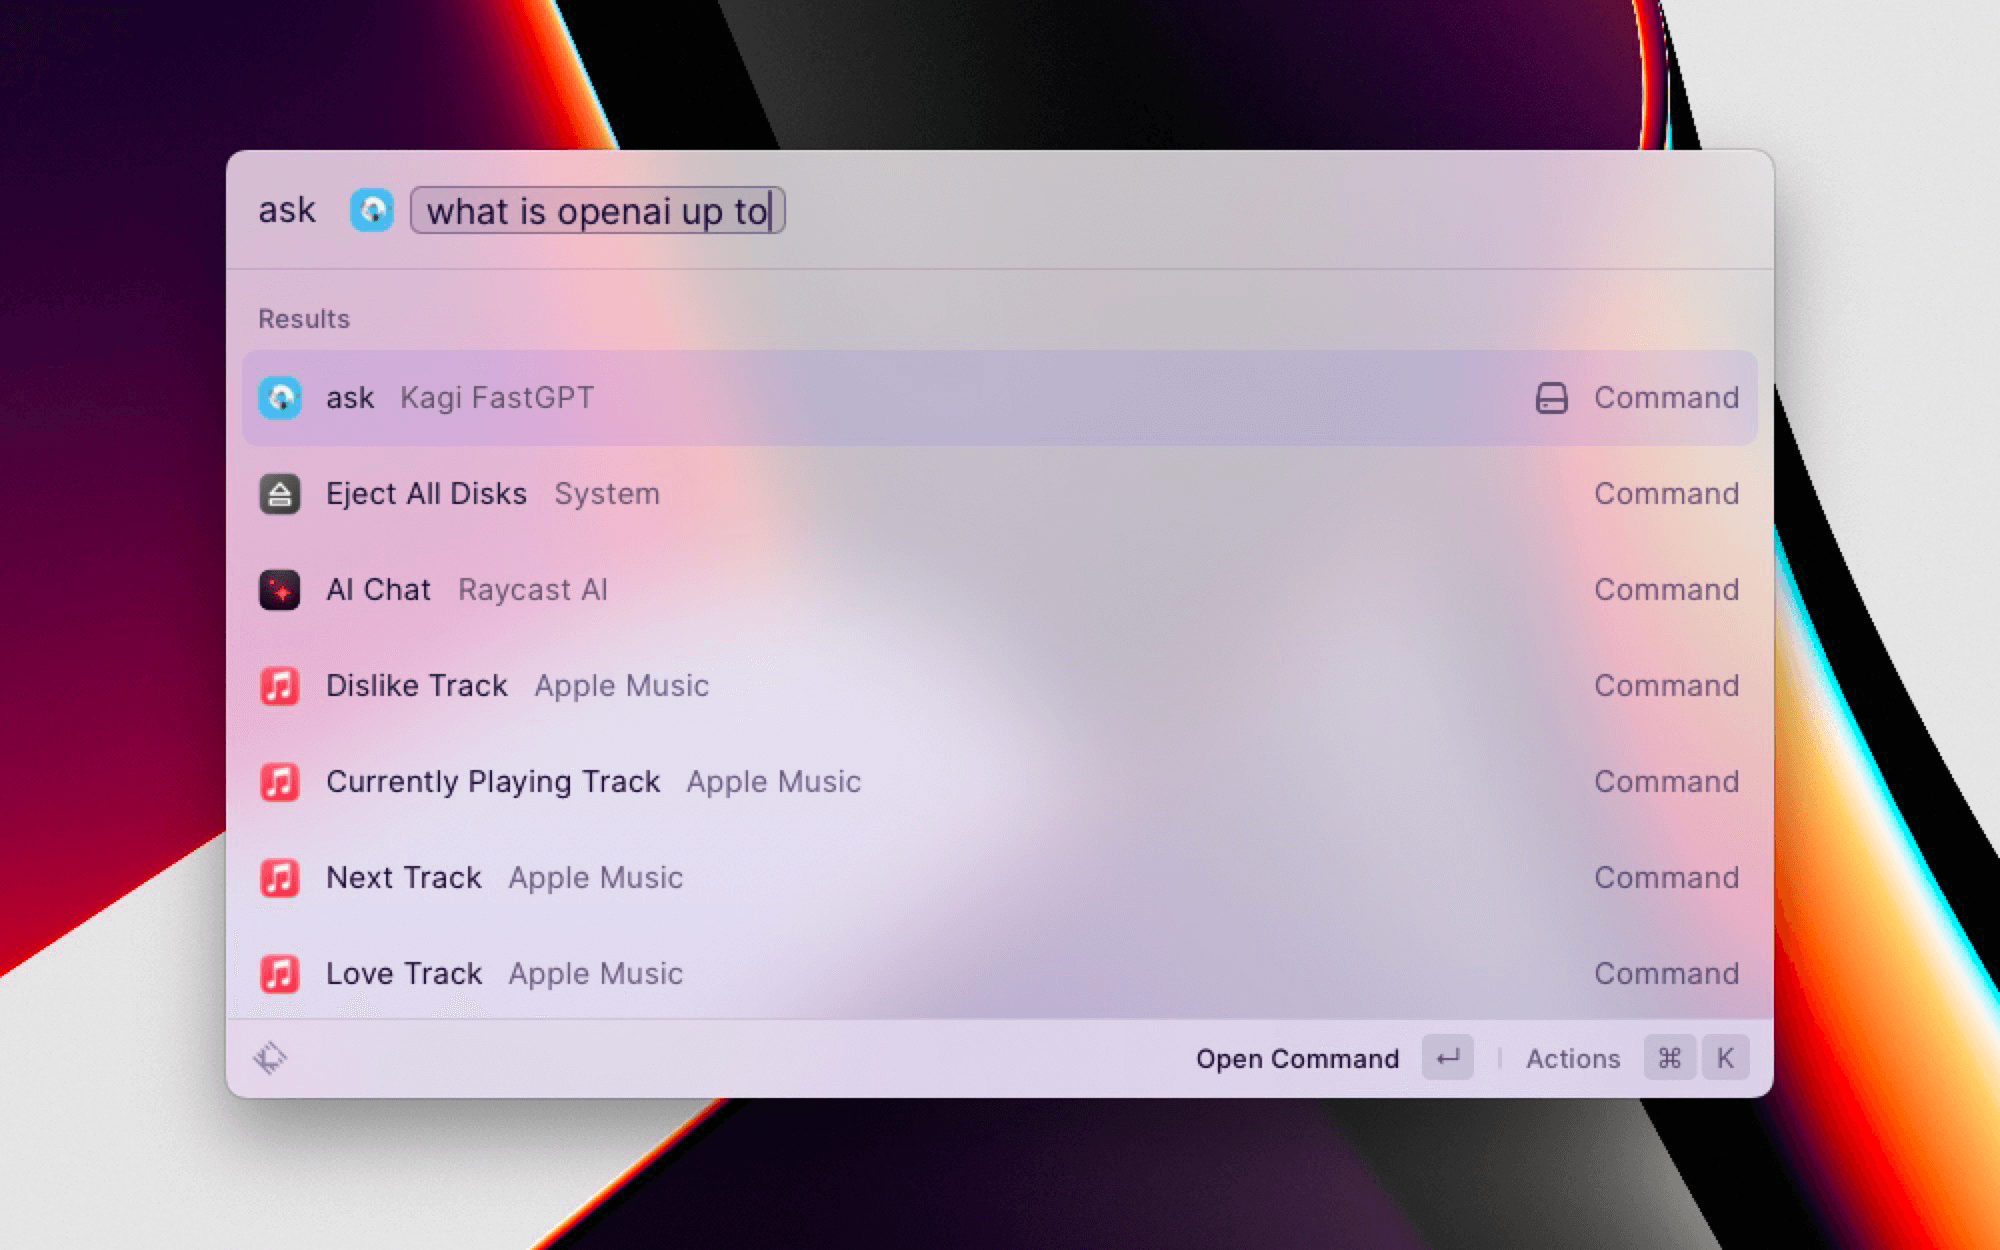 ask what is openai up to
Results
ask Kagi FastGPT Command
Eject All Disks System Command
AI Chat Raycast AI Command
Dislike Track Apple Music Command
Currently Playing Track Apple Music Command
Next Track Apple Music Command
Love Track Apple Music Command
Open Command ↵ Actions ⌘ K